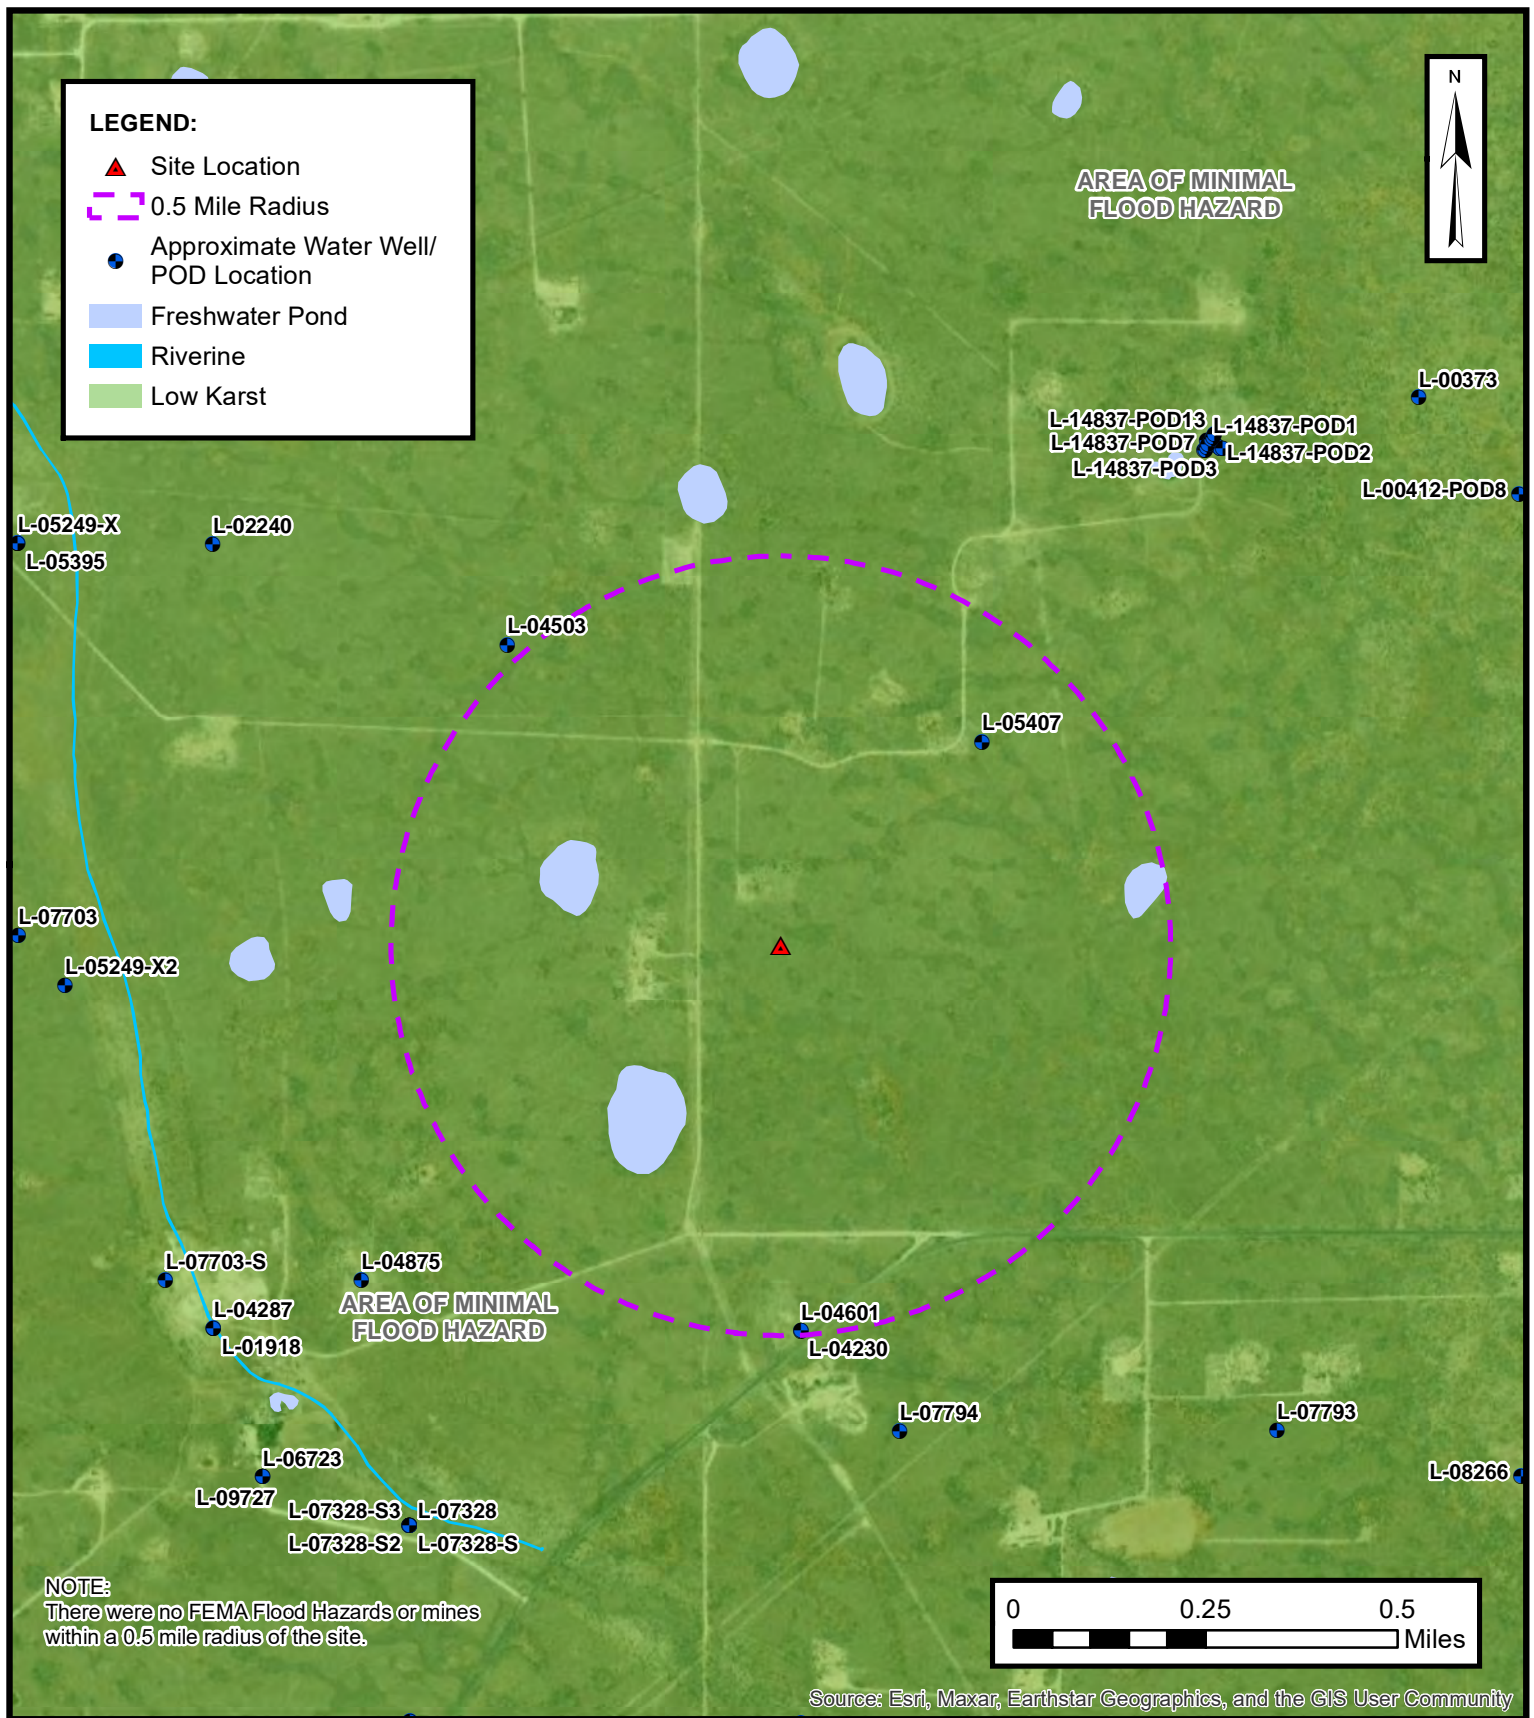 LEGEND:
Site Location
0.5 Mile Radius
Approximate Water Well/
POD Location
Freshwater Pond
Riverine
Low Karst
N
AREA OF MINIMAL
FLOOD HAZARD
L-00373
L-14837-POD13
L-14837-POD1
L-14837-POD7
L-14837-POD2
L-14837-POD3
L-00412-POD8
L-05249-X
L-02240
L-05395
L-04503
L-05407
L-07703
L-05249-X2
L-07703-S
L-04875
AREA OF MINIMAL
FLOOD HAZARD
L-04287
L-01918
L-04601
L-04230
L-07794
L-07793
L-06723
L-08266
L-09727
L-07328-S3
L-07328
L-07328-S2
L-07328-S
NOTE:
There were no FEMA Flood Hazards or mines
within a 0.5 mile radius of the site.
0 0.25 0.5
Miles
Source: Esri, Maxar, Earthstar Geographics, and the GIS User Community